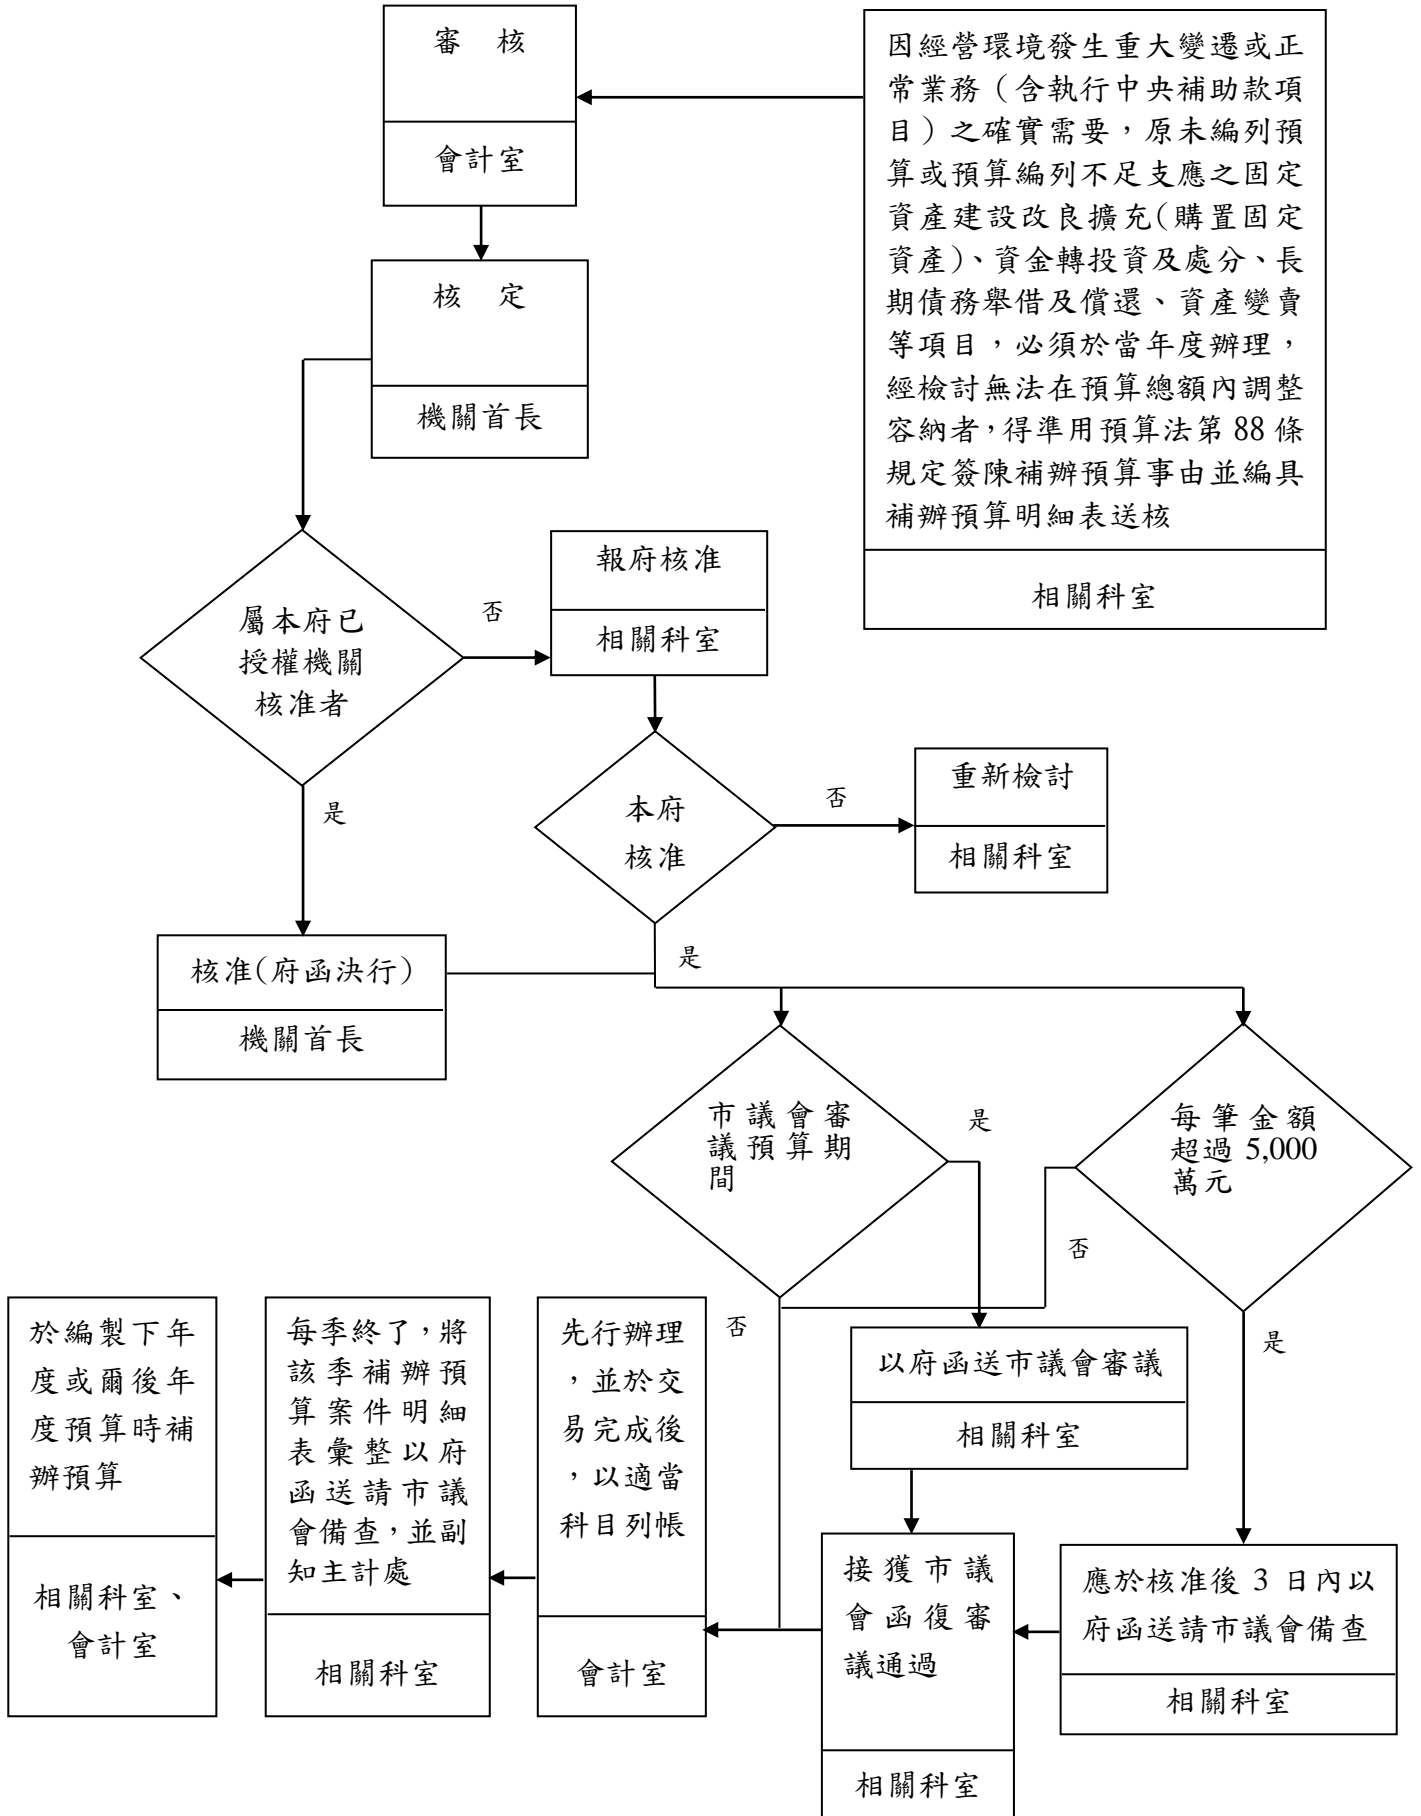 審　核
會計室
因經營環境發生重大變遷或正
常業務（含執行中央補助款項
目）之確實需要，原未編列預
算或預算編列不足支應之固定
資產建設改良擴充(購置固定
資產)、資金轉投資及處分、長
期債務舉借及償還、資產變賣
等項目，必須於當年度辦理，
經檢討無法在預算總額內調整
容納者，得準用預算法第 88 條
規定簽陳補辦預算事由並編具
補辦預算明細表送核
相關科室
核　定
機關首長
屬本府已
授權機關
核准者
否
報府核准
相關科室
是
本府
核准
否
重新檢討
相關科室
核准(府函決行)
機關首長
是
市議會審
議預算期
間
是
每筆金額
超過 5,000
萬元
否
否
是
以府函送市議會審議
相關科室
於編製下年
度或爾後年
度預算時補
辦預算
相關科室、
會計室
每季終了，將
該季補辦預
算案件明細
表彙整以府
函送請市議
會備查，並副
知主計處
相關科室
先行辦理
，並於交
易完成後
，以適當
科目列帳
會計室
接獲市議
會函復審
議通過
相關科室
應於核准後 3 日內以
府函送請市議會備查
相關科室